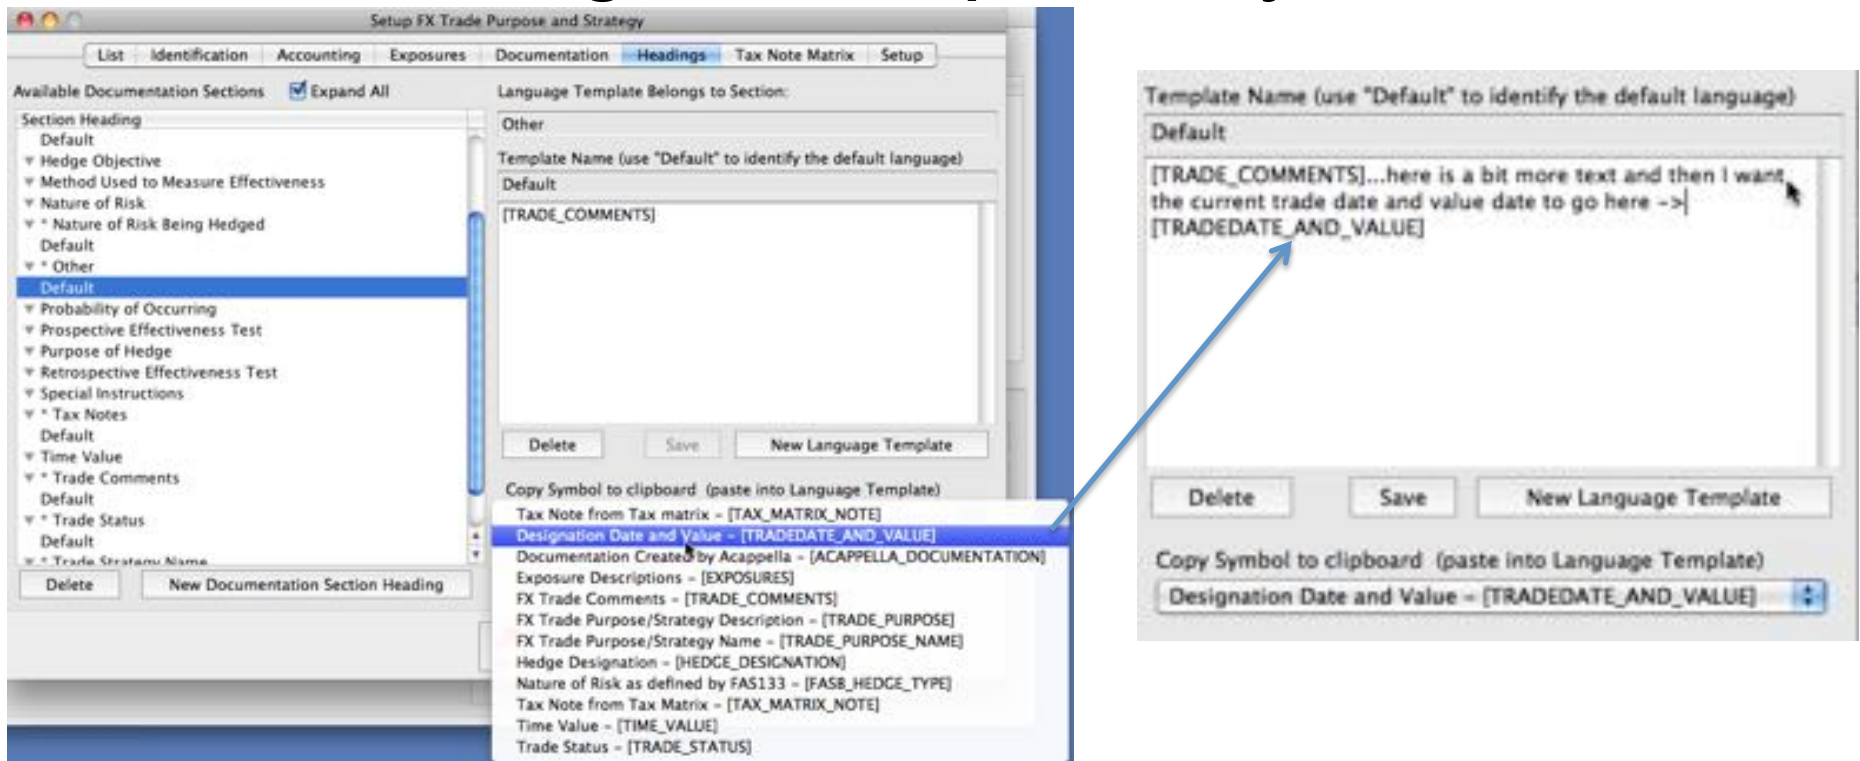 Setup FX Trade Purpose and Strategy
List Identification Accounting Exposures Documentation Headings Tax Note Matrix Setup
Available Documentation Sections Expand All
Section Heading
Default
Hedge Objective
Method Used to Measure Effectiveness
Nature of Risk
* Nature of Risk Being Hedged
Default
* Other
Default
Probability of Occurring
Prospective Effectiveness Test
Purpose of Hedge
Retrospective Effectiveness Test
Special Instructions
* Tax Notes
Default
Time Value
* Trade Comments
Default
* Trade Status
Default
* Trade Strategy Name
Delete New Documentation Section Heading
Language Template Belongs to Section:
Other
Template Name (use "Default" to identify the default language)
Default
[TRADE_COMMENTS]
Delete Save New Language Template
Copy Symbol to clipboard (paste into Language Template)
Tax Note from Tax matrix - [TAX_MATRIX_NOTE]
Designation Date and Value - [TRADEDATE_AND_VALUE]
Documentation Created by Acappella - [ACAPPELLA_DOCUMENTATION]
Exposure Descriptions - [EXPOSURES]
FX Trade Comments - [TRADE_COMMENTS]
FX Trade Purpose/Strategy Description - [TRADE_PURPOSE]
FX Trade Purpose/Strategy Name - [TRADE_PURPOSE_NAME]
Hedge Designation - [HEDGE_DESIGNATION]
Nature of Risk as defined by FAS133 - [FASB_HEDGE_TYPE]
Tax Note from Tax Matrix - [TAX_MATRIX_NOTE]
Time Value - [TIME_VALUE]
Trade Status - [TRADE_STATUS]
Template Name (use "Default" to identify the default language)
Default
[TRADE_COMMENTS]...here is a bit more text and then I want
the current trade date and value date to go here ->
[TRADEDATE_AND_VALUE]
Delete Save New Language Template
Copy Symbol to clipboard (paste into Language Template)
Designation Date and Value - [TRADEDATE_AND_VALUE]